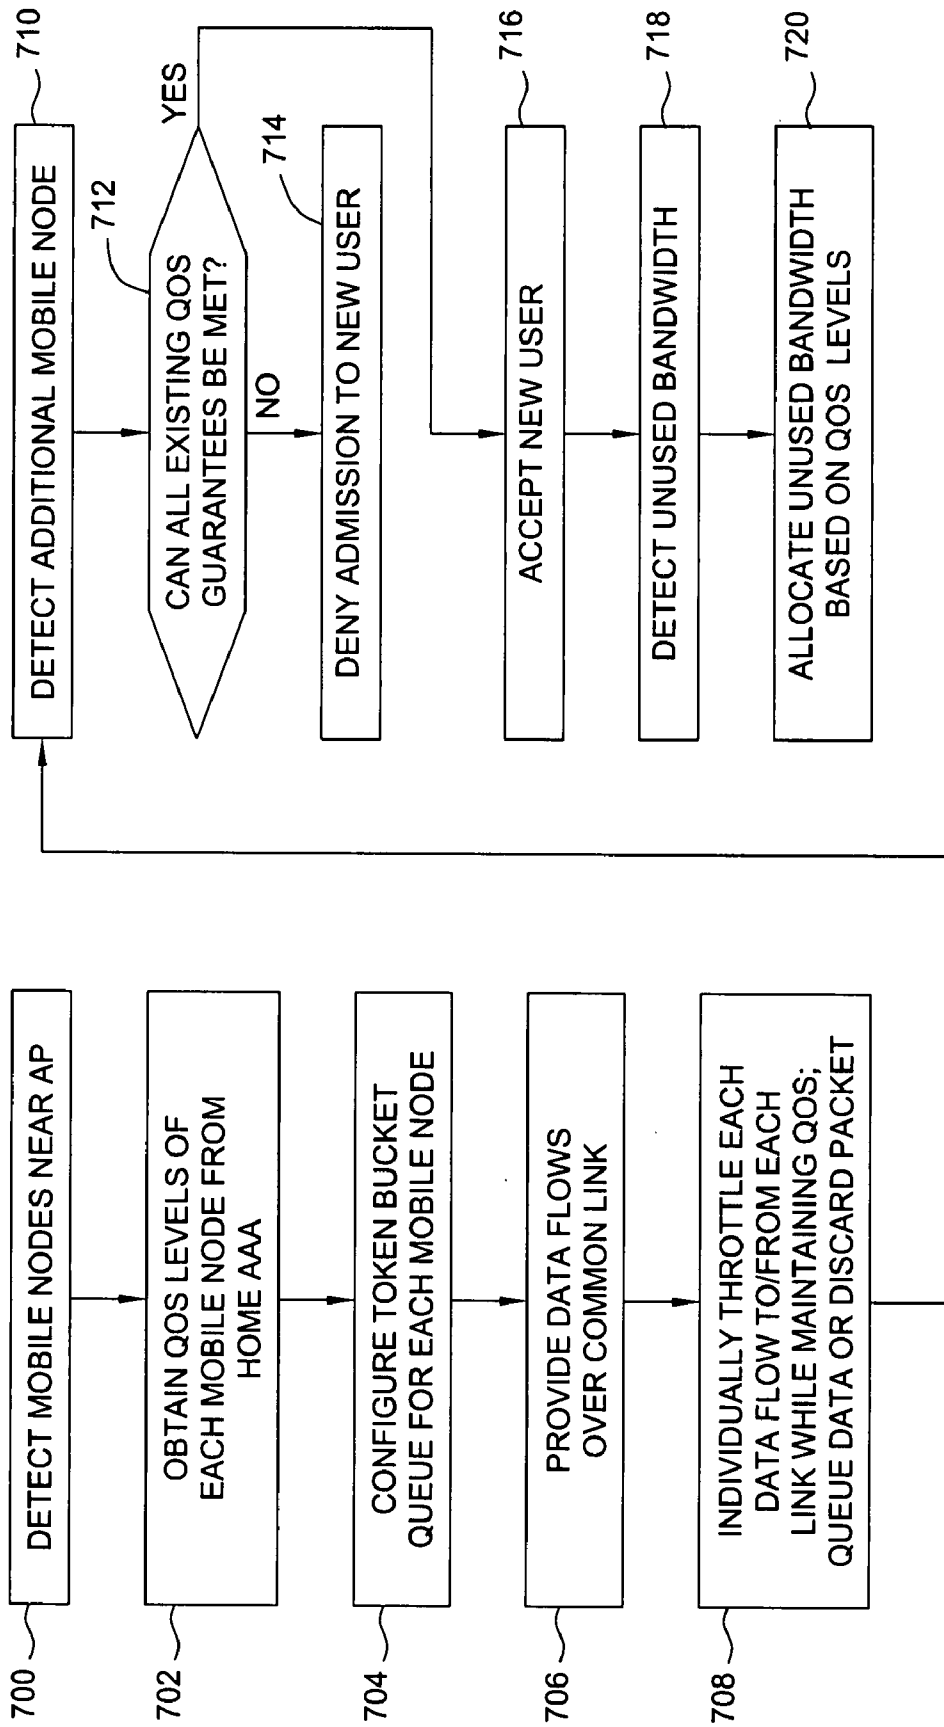 700
DETECT MOBILE NODES NEAR AP
702
OBTAIN QOS LEVELS OF
EACH MOBILE NODE FROM
HOME AAA
704
CONFIGURE TOKEN BUCKET
QUEUE FOR EACH MOBILE NODE
706
PROVIDE DATA FLOWS
OVER COMMON LINK
708
INDIVIDUALLY THROTTLE EACH
DATA FLOW TO/FROM EACH
LINK WHILE MAINTAINING QOS;
QUEUE DATA OR DISCARD PACKET
710
DETECT ADDITIONAL MOBILE NODE
712
CAN ALL EXISTING QOS
GUARANTEES BE MET?
YES
NO
714
DENY ADMISSION TO NEW USER
716
ACCEPT NEW USER
718
DETECT UNUSED BANDWIDTH
720
ALLOCATE UNUSED BANDWIDTH
BASED ON QOS LEVELS